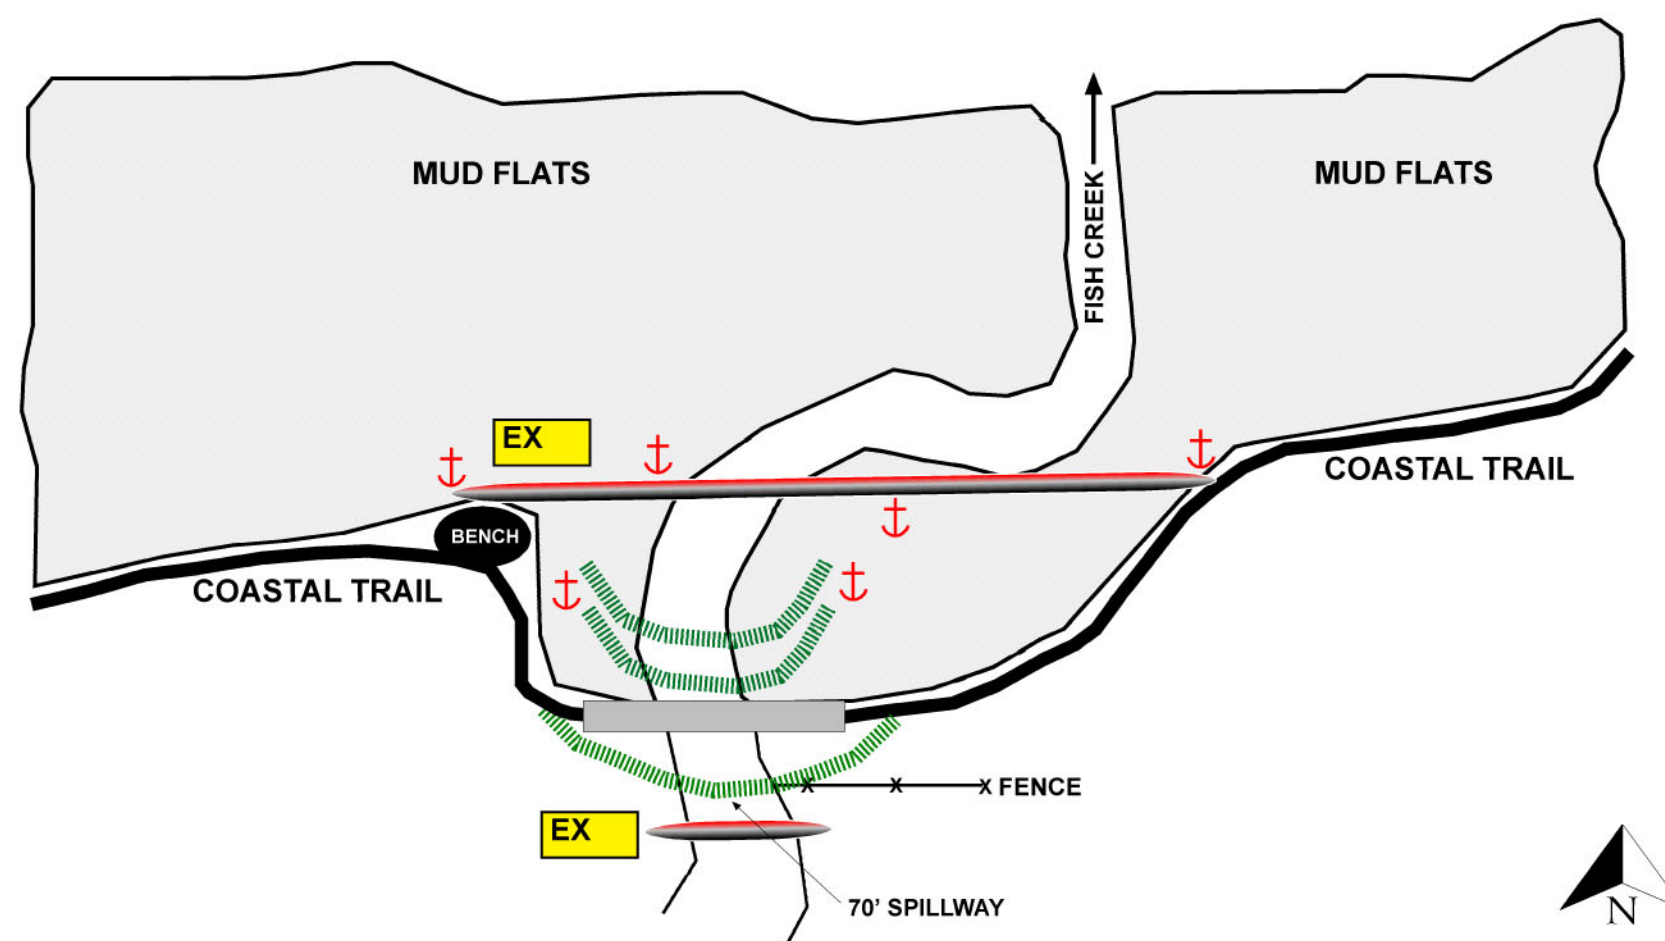 MUD FLATS
MUD FLATS
FISH CREEK
EX
COASTAL TRAIL
BENCH
COASTAL TRAIL
X X X FENCE
EX
70’ SPILLWAY
N